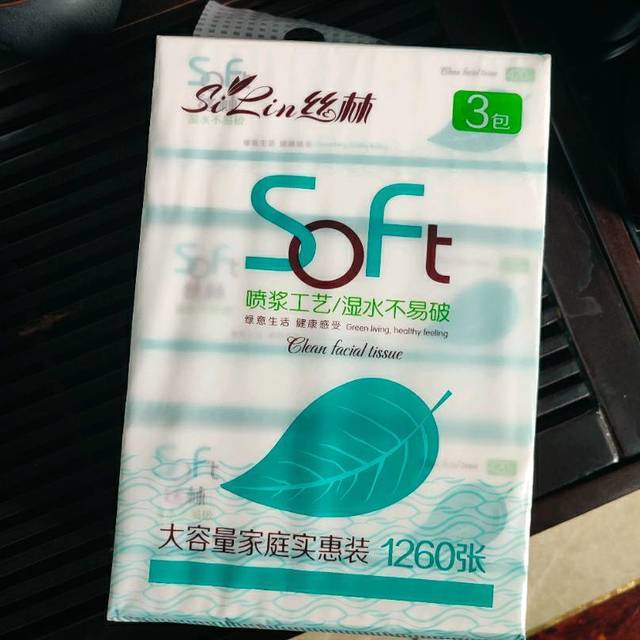 SiLin丝林
3包
Soft
喷浆工艺/湿水不易破
绿意生活 健康感受 Green living, healthy feeling
Clean facial tissue
大容量家庭实惠装 1260张